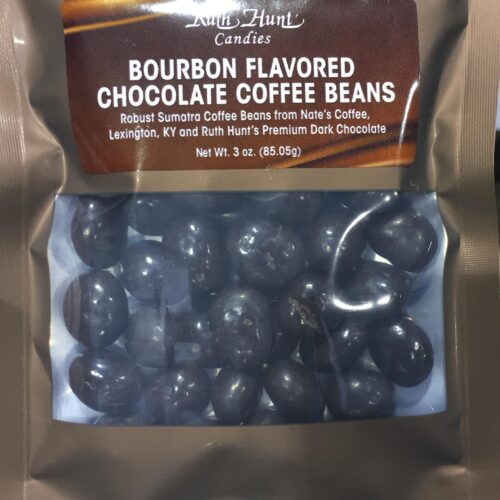 Ruth Hunt
Candies
BOURBON FLAVORED
CHOCOLATE COFFEE BEANS
Robust Sumatra Coffee Beans from Nate's Coffee,
Lexington, KY and Ruth Hunt's Premium Dark Chocolate
Net Wt. 3 oz. (85.05g)